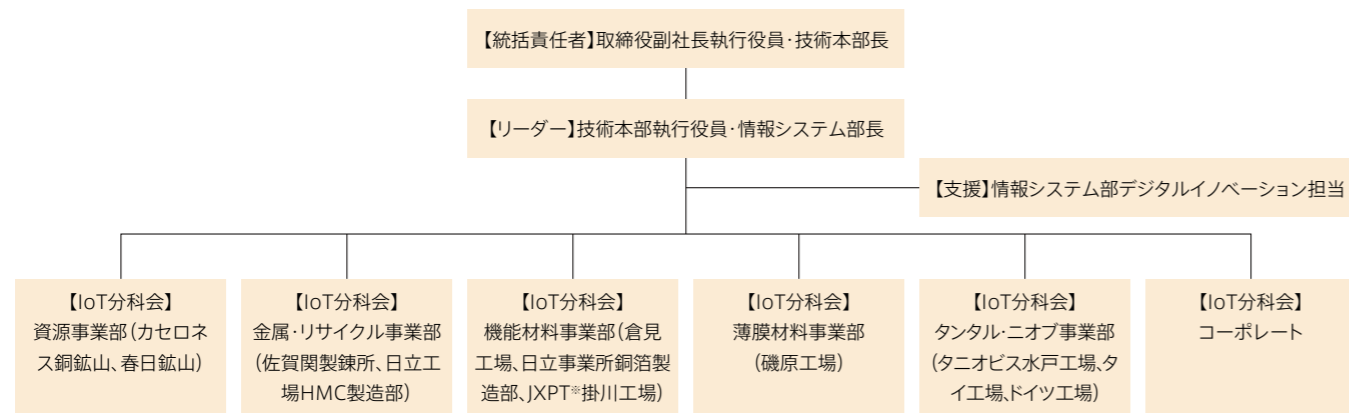 【統括責任者】取締役副社長執行役員・技術本部長
【リーダー】技術本部執行役員・情報システム部長
【支援】情報システム部デジタルイノベーション担当
【IoT分科会】
資源事業部(カセロネ
ス銅鉱山、春日鉱山)
【IoT分科会】
金属・リサイクル事業部
(佐賀関製錬所、日立工
場HMC製造部)
【IoT分科会】
機能材料事業部(倉見
工場、日立事業所銅箔製
造部、JXPT※掛川工場)
【IoT分科会】
薄膜材料事業部
(磯原工場)
【IoT分科会】
タンタル・ニオブ事業部
(タニオビス水戸工場、タ
イ工場、ドイツ工場)
【IoT分科会】
コーポレート